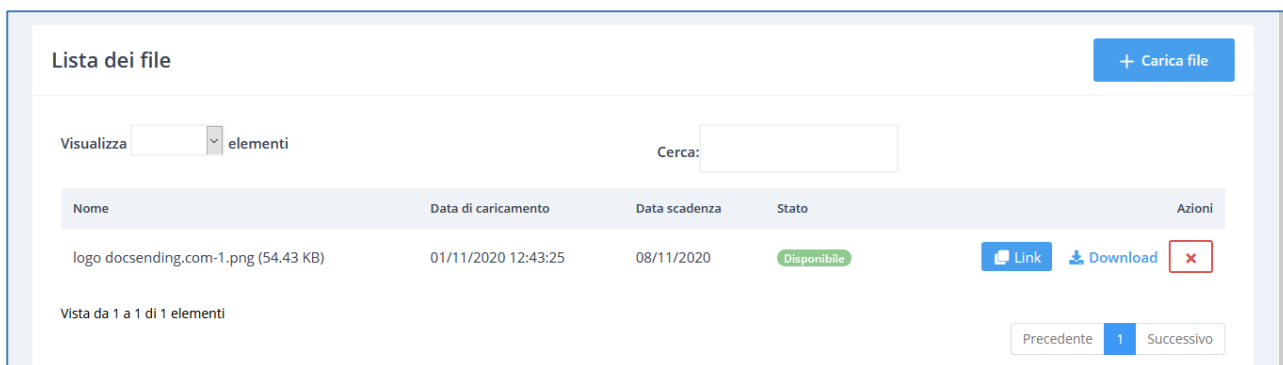 Lista dei file
+ Carica file
Visualizza elementi
Cerca:
Nome Data di caricamento Data scadenza Stato Azioni
logo docsending.com-1.png (54.43 KB) 01/11/2020 12:43:25 08/11/2020 Disponibile Link Download
Vista da 1 a 1 di 1 elementi
Precedente 1 Successivo